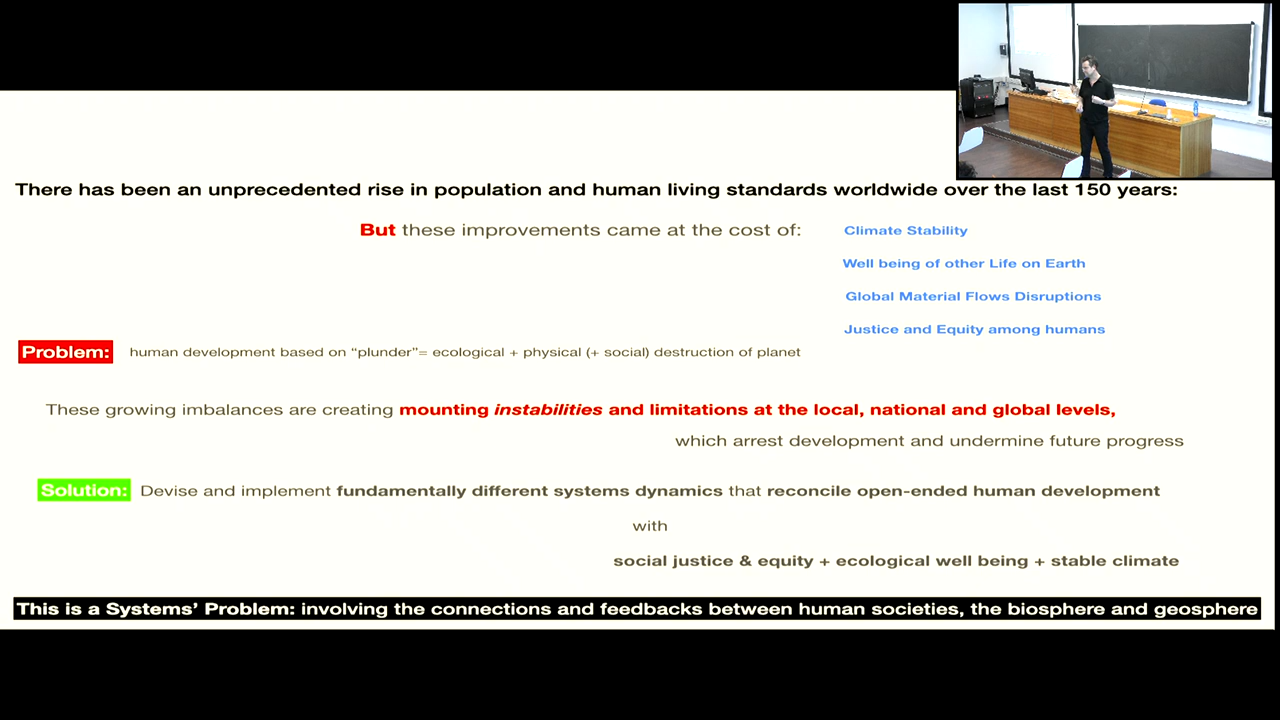 There has been an unprecedented rise in population and human living standards worldwide over the last 150 years:
But these improvements came at the cost of:
Climate Stability
Well being of other Life on Earth
Global Material Flows Disruptions
Justice and Equity among humans
Problem: human development based on “plunder”= ecological + physical (+ social) destruction of planet
These growing imbalances are creating mounting instabilities and limitations at the local, national and global levels,
which arrest development and undermine future progress
Solution: Devise and implement fundamentally different systems dynamics that reconcile open-ended human development
with
social justice & equity + ecological well being + stable climate
This is a Systems’ Problem: involving the connections and feedbacks between human societies, the biosphere and geosphere